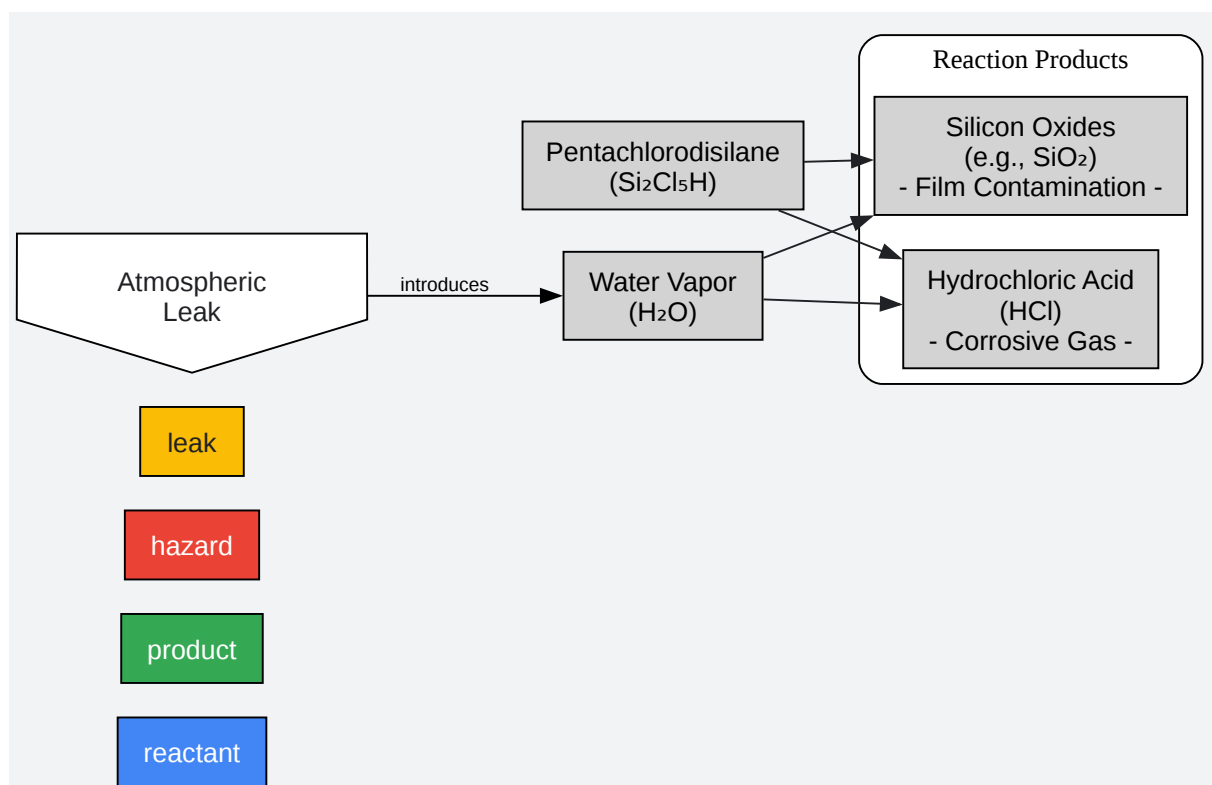 Reaction Products
Pentachlorodisilane
(Si₂Cl₅H)
Silicon Oxides
(e.g., SiO₂)
- Film Contamination -
Atmospheric
Leak
introduces
Water Vapor
(H₂O)
Hydrochloric Acid
(HCl)
- Corrosive Gas -
leak
hazard
product
reactant